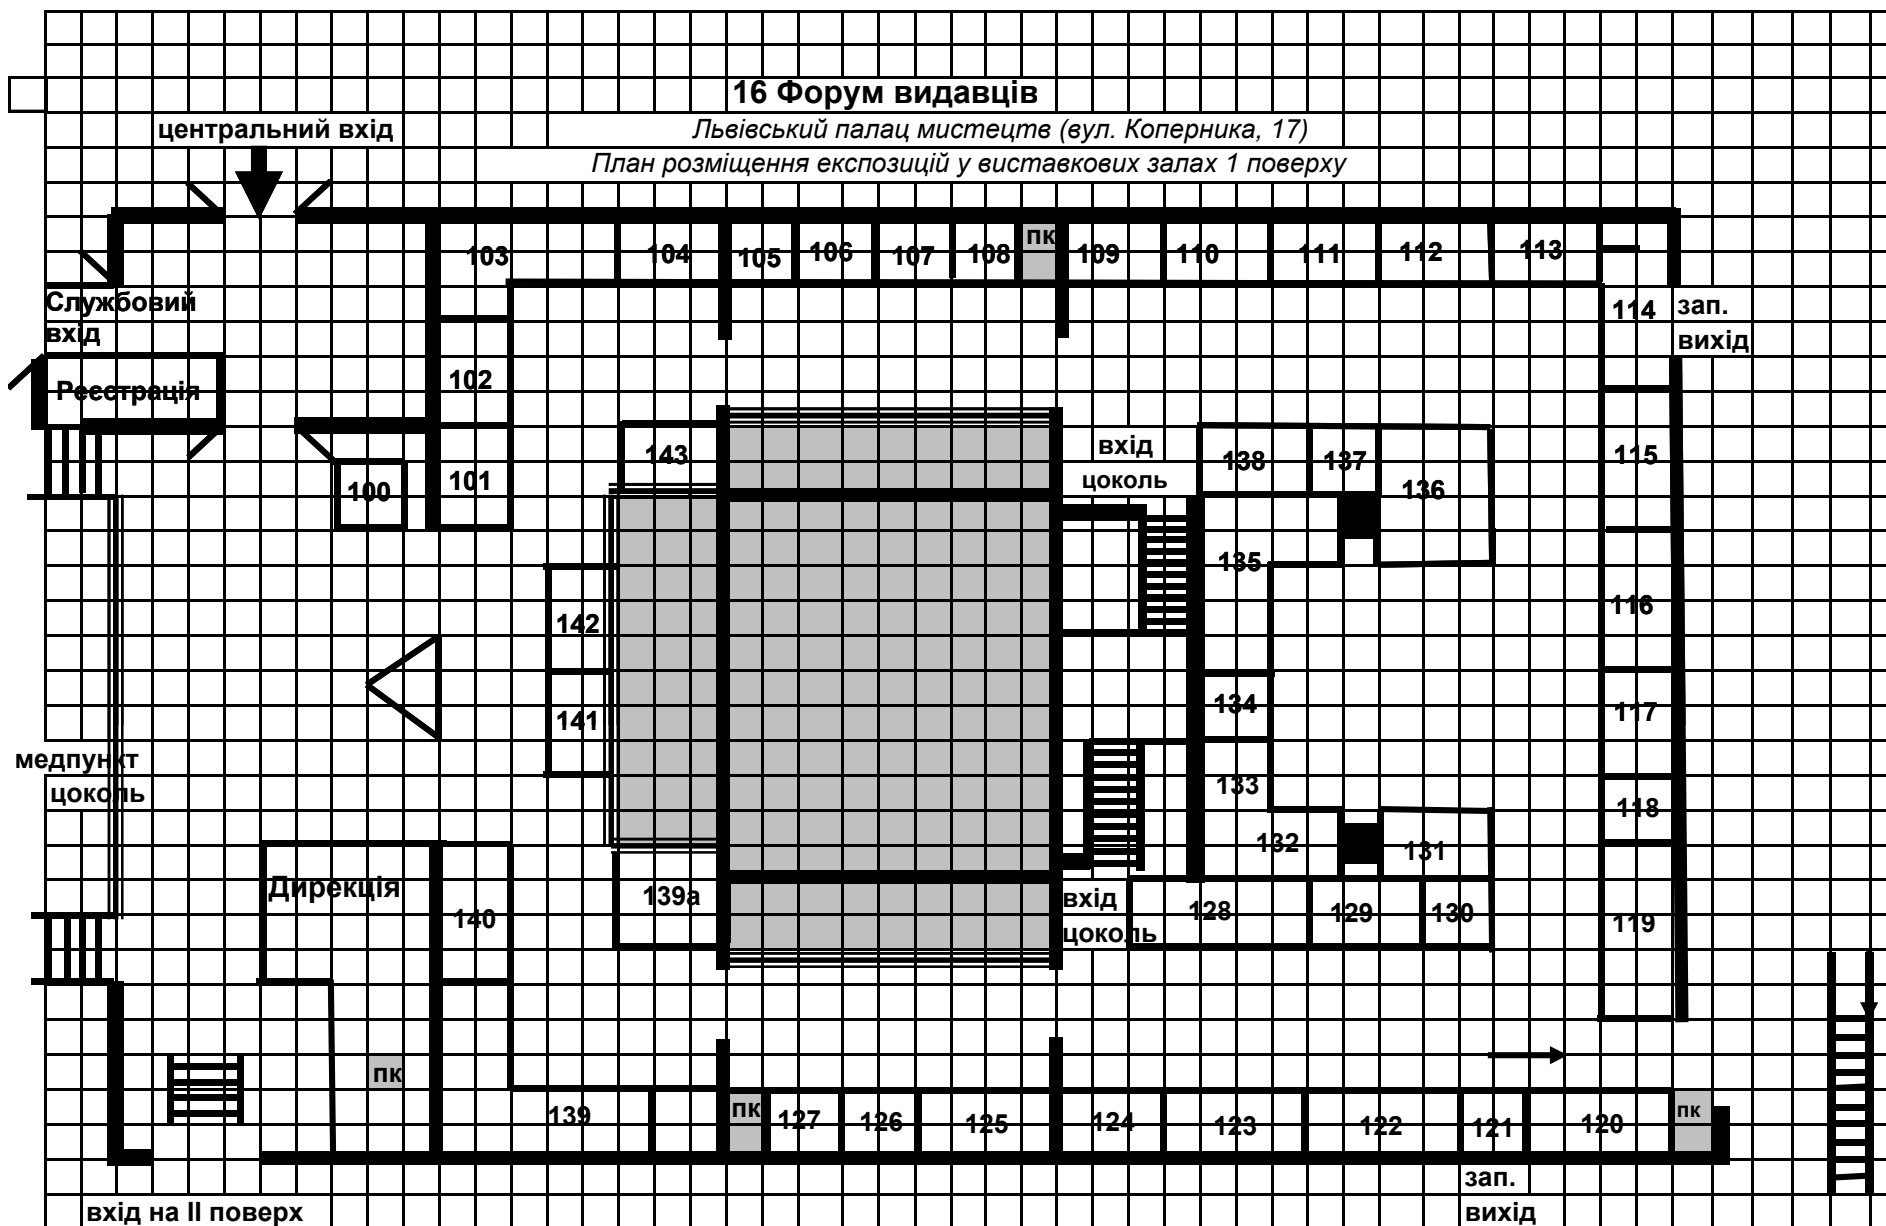 16 Форум видавців
центральний вхід
Львівський палац мистецтв (вул. Коперника, 17)
План розміщення експозицій у виставкових залах 1 поверху
103
104
105
106
107
108
пк
109
110
111
112
113
Службовий
вхід
114
зап.
вихід
Реєстрація
102
143
вхід
цоколь
138
137
115
100
101
136
135
142
116
141
134
117
медпункт
цоколь
133
118
132
131
Дирекція
140
139а
вхід
цоколь
128
129
130
119
пк
139
пк
127
126
125
124
123
122
121
120
пк
зап.
вихід
вхід на II поверх